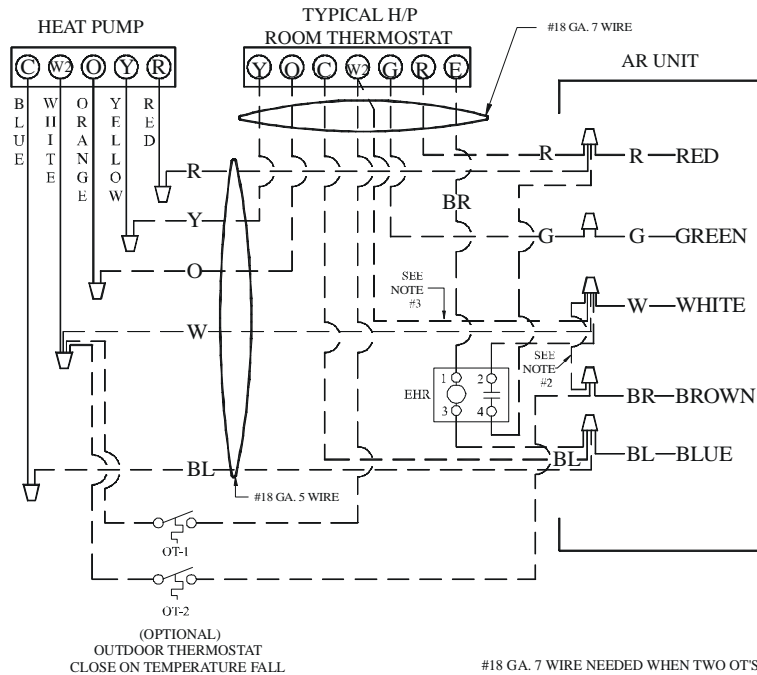 HEAT PUMP
TYPICAL H/P
ROOM THERMOSTAT
#18 GA. 7 WIRE
AR UNIT
C W2 O Y R
Y O C W2 G R E
BLUE
WHITE
ORANGE
YELLOW
RED
R
R
R
RED
BR
Y
G
G
GREEN
O
SEE
NOTE
#3
W
W
WHITE
SEE
NOTE
#2
EHR
1
2
3
4
BR
BROWN
BL
BL
BL
BLUE
#18 GA. 5 WIRE
OT-1
OT-2
(OPTIONAL)
OUTDOOR THERMOSTAT
CLOSE ON TEMPERATURE FALL
#18 GA. 7 WIRE NEEDED WHEN TWO OT'S